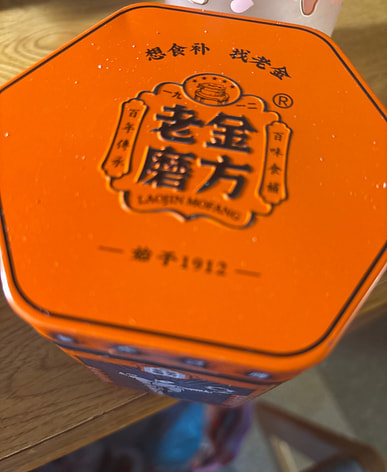 想食补 找老金
®
一九 一二
老金
磨方
百年传承
百味食补
LAOJIN MOFANG
始于1912